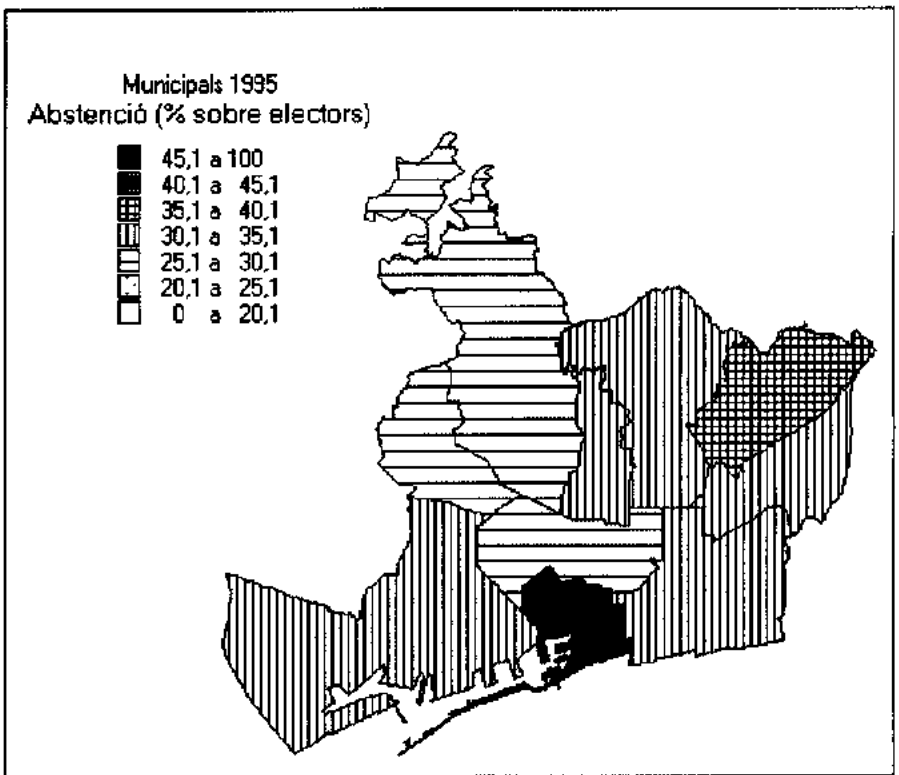 Municipals 1995
Abstenció (% sobre electors)
45,1 a 100
40,1 a 45,1
35,1 a 40,1
30,1 a 35,1
25,1 a 30,1
20,1 a 25,1
0 a 20,1